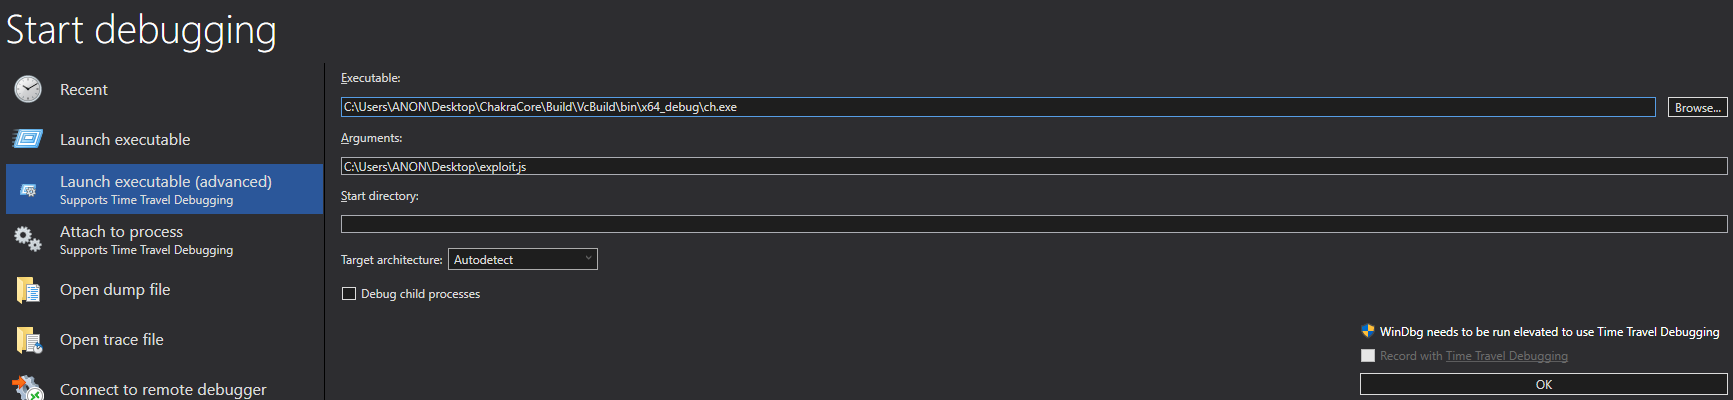 Start debugging
Recent
Launch executable
Launch executable (advanced)
Supports Time Travel Debugging
Attach to process
Supports Time Travel Debugging
Open dump file
Open trace file
Connect to remote debugger
Executable:
C:\Users\ANON\Desktop\ChakraCore\Build\VcBuild\bin\x64_debug\ch.exe
Browse...
Arguments:
C:\Users\ANON\Desktop\exploit.js
Start directory:
Target architecture: Autodetect
Debug child processes
WinDbg needs to be run elevated to use Time Travel Debugging
Record with Time Travel Debugging
OK